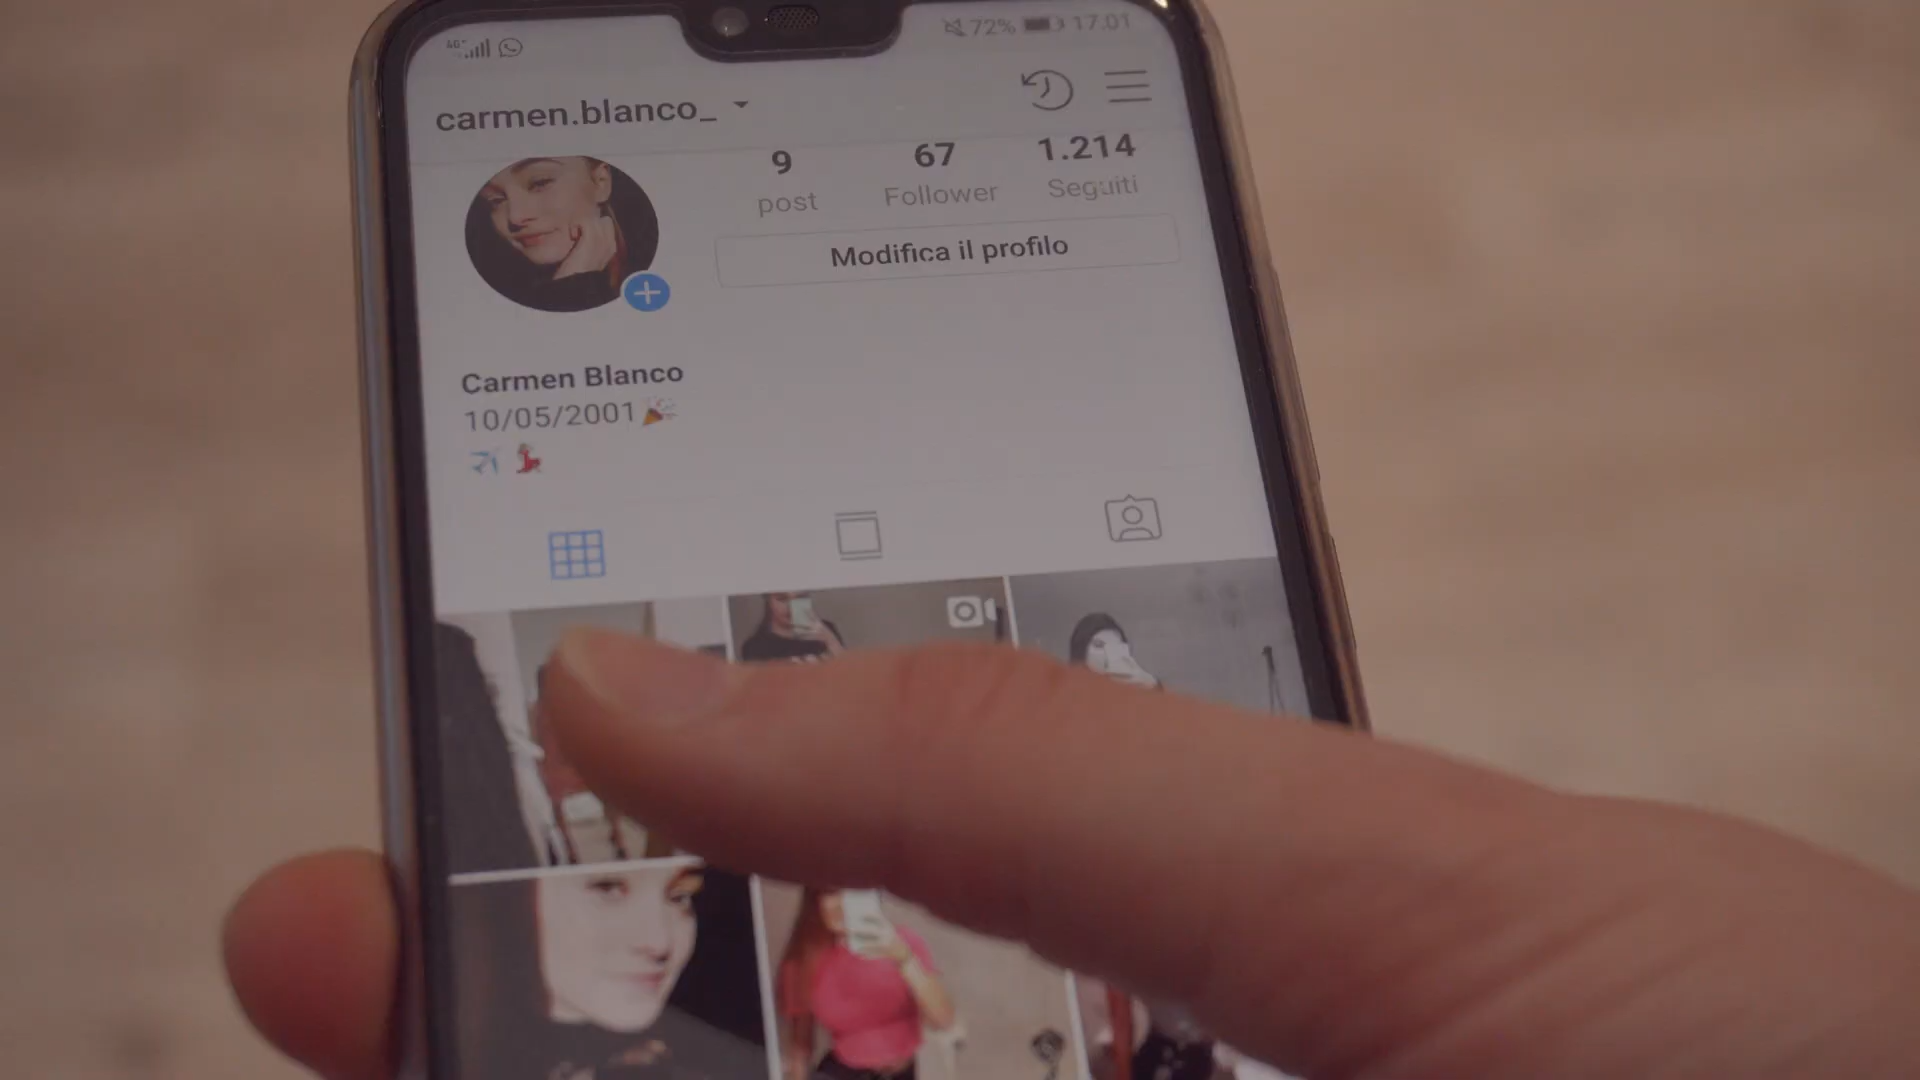 4G+ 72% 17.01
carmen.blanco_
9 67 1.214
post Follower Seguiti
Modifica il profilo
Carmen Blanco
10/05/2001